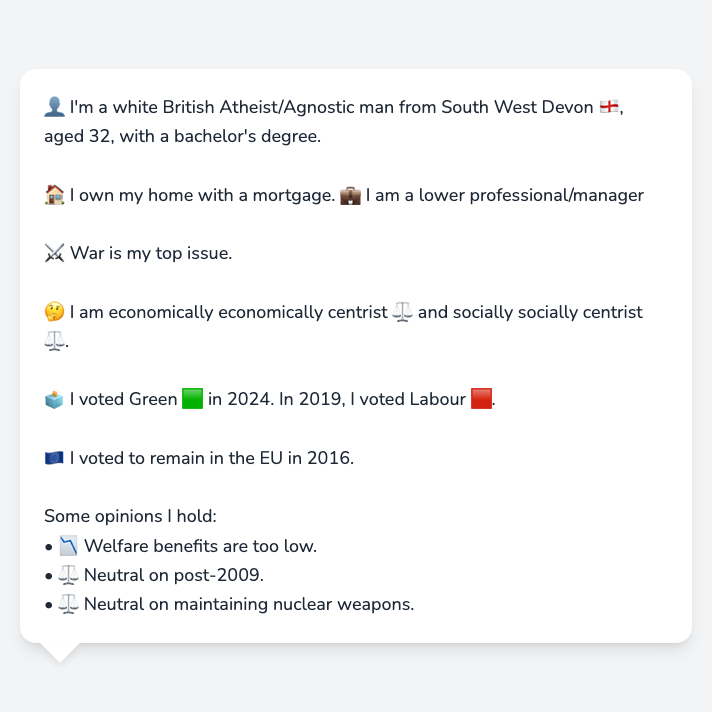 👤 I'm a white British Atheist/Agnostic man from South West Devon 🏴󠁧󠁢󠁥󠁮󠁧󠁿,
aged 32, with a bachelor's degree.
🏠 I own my home with a mortgage. 💼 I am a lower professional/manager
⚔️ War is my top issue.
🤔 I am economically economically centrist ⚖️ and socially socially centrist
⚖️.
🗳️ I voted Green 🟩 in 2024. In 2019, I voted Labour 🟥.
🇪🇺 I voted to remain in the EU in 2016.
Some opinions I hold:
• 📉 Welfare benefits are too low.
• ⚖️ Neutral on post-2009.
• ⚖️ Neutral on maintaining nuclear weapons.